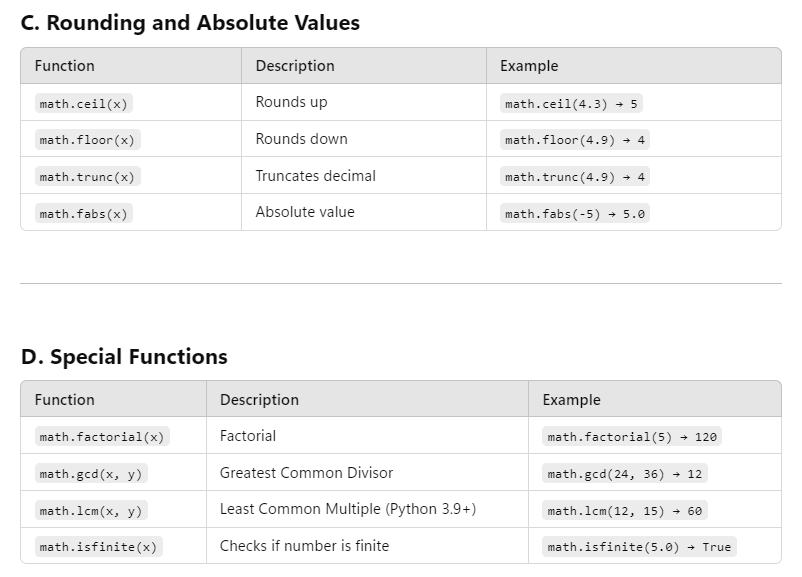 C. Rounding and Absolute Values
Function Description Example
math.ceil(x) Rounds up math.ceil(4.3) → 5
math.floor(x) Rounds down math.floor(4.9) → 4
math.trunc(x) Truncates decimal math.trunc(4.9) → 4
math.fabs(x) Absolute value math.fabs(-5) → 5.0
D. Special Functions
Function Description Example
math.factorial(x) Factorial math.factorial(5) → 120
math.gcd(x, y) Greatest Common Divisor math.gcd(24, 36) → 12
math.lcm(x, y) Least Common Multiple (Python 3.9+) math.lcm(12, 15) → 60
math.isfinite(x) Checks if number is finite math.isfinite(5.0) → True